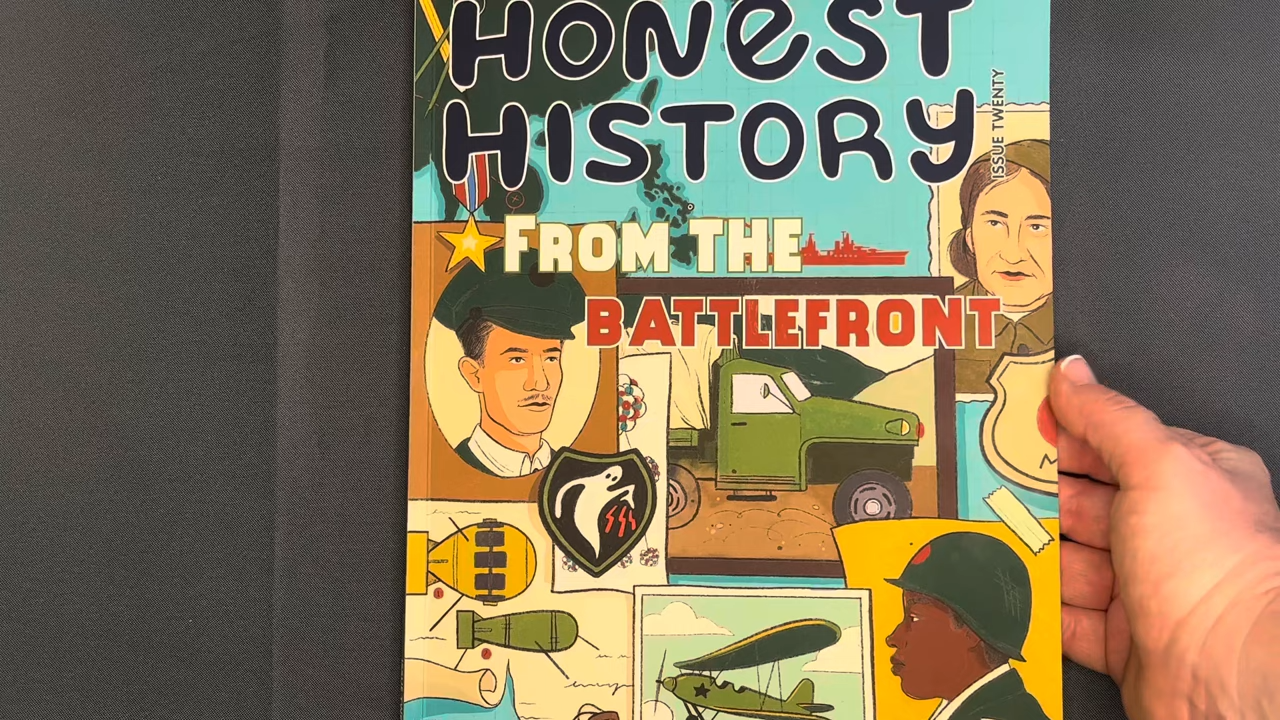 HONEST
HISTORY
ISSUE TWENTY
FROM THE
BATTLEFRONT